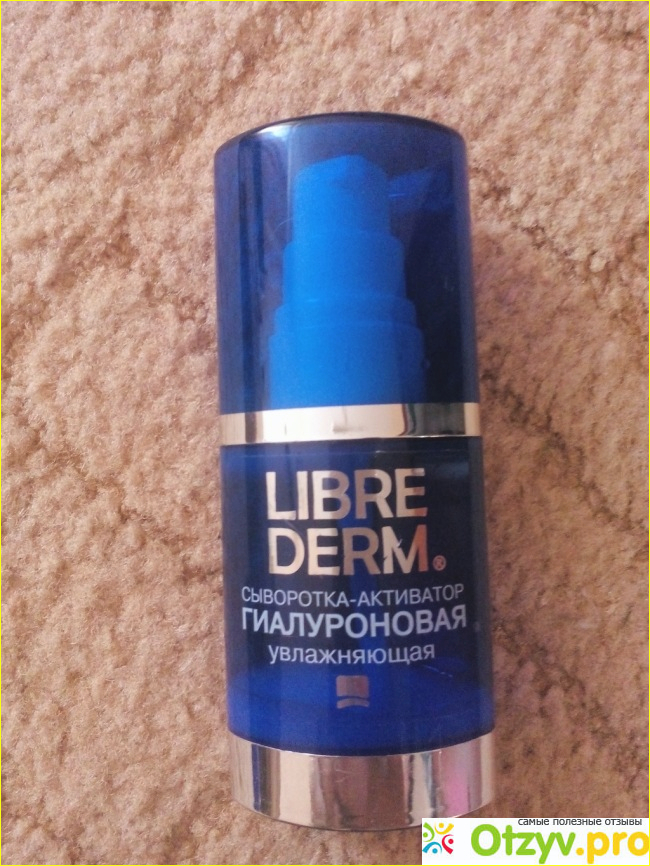 LIBRE
DERM®
СЫВОРОТКА-АКТИВАТОР
ГИАЛУРОНОВАЯ
увлажняющая
самые полезные отзывы
Otzyv.pro